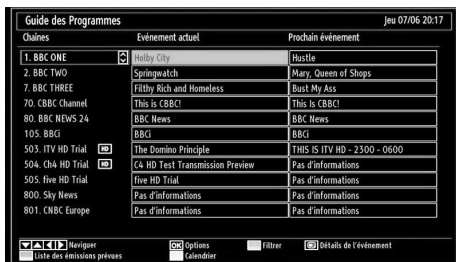 Guide des Programmes Jeu 07/06 20:17
Chaines Evénement actuel Prochain événement
1. BBC ONE Holby City Hustle
2. BBC TWO Springwatch Mary, Queen of Shops
7. BBC THREE Filthy Rich and Homeless Bust My Ass
70. CBBC Channel This is CBBC! This Is CBBC!
80. BBC NEWS 24 BBC News BBC News
105. BBCi BBCi BBCi
503. ITV HD Trial HD The Domino Principle THIS IS ITV HD - 2300 - 0600
504. Ch4 HD Trial HD C4 HD Test Transmission Preview Pas d'informations
505. five HD Trial five HD Trial Pas d'informations
800. Sky News Pas d'informations Pas d'informations
801. CNBC Europe Pas d'informations Pas d'informations
Naviguer OK Options Filtrer Détails de l'événement
Liste des émissions prévues Calendrier